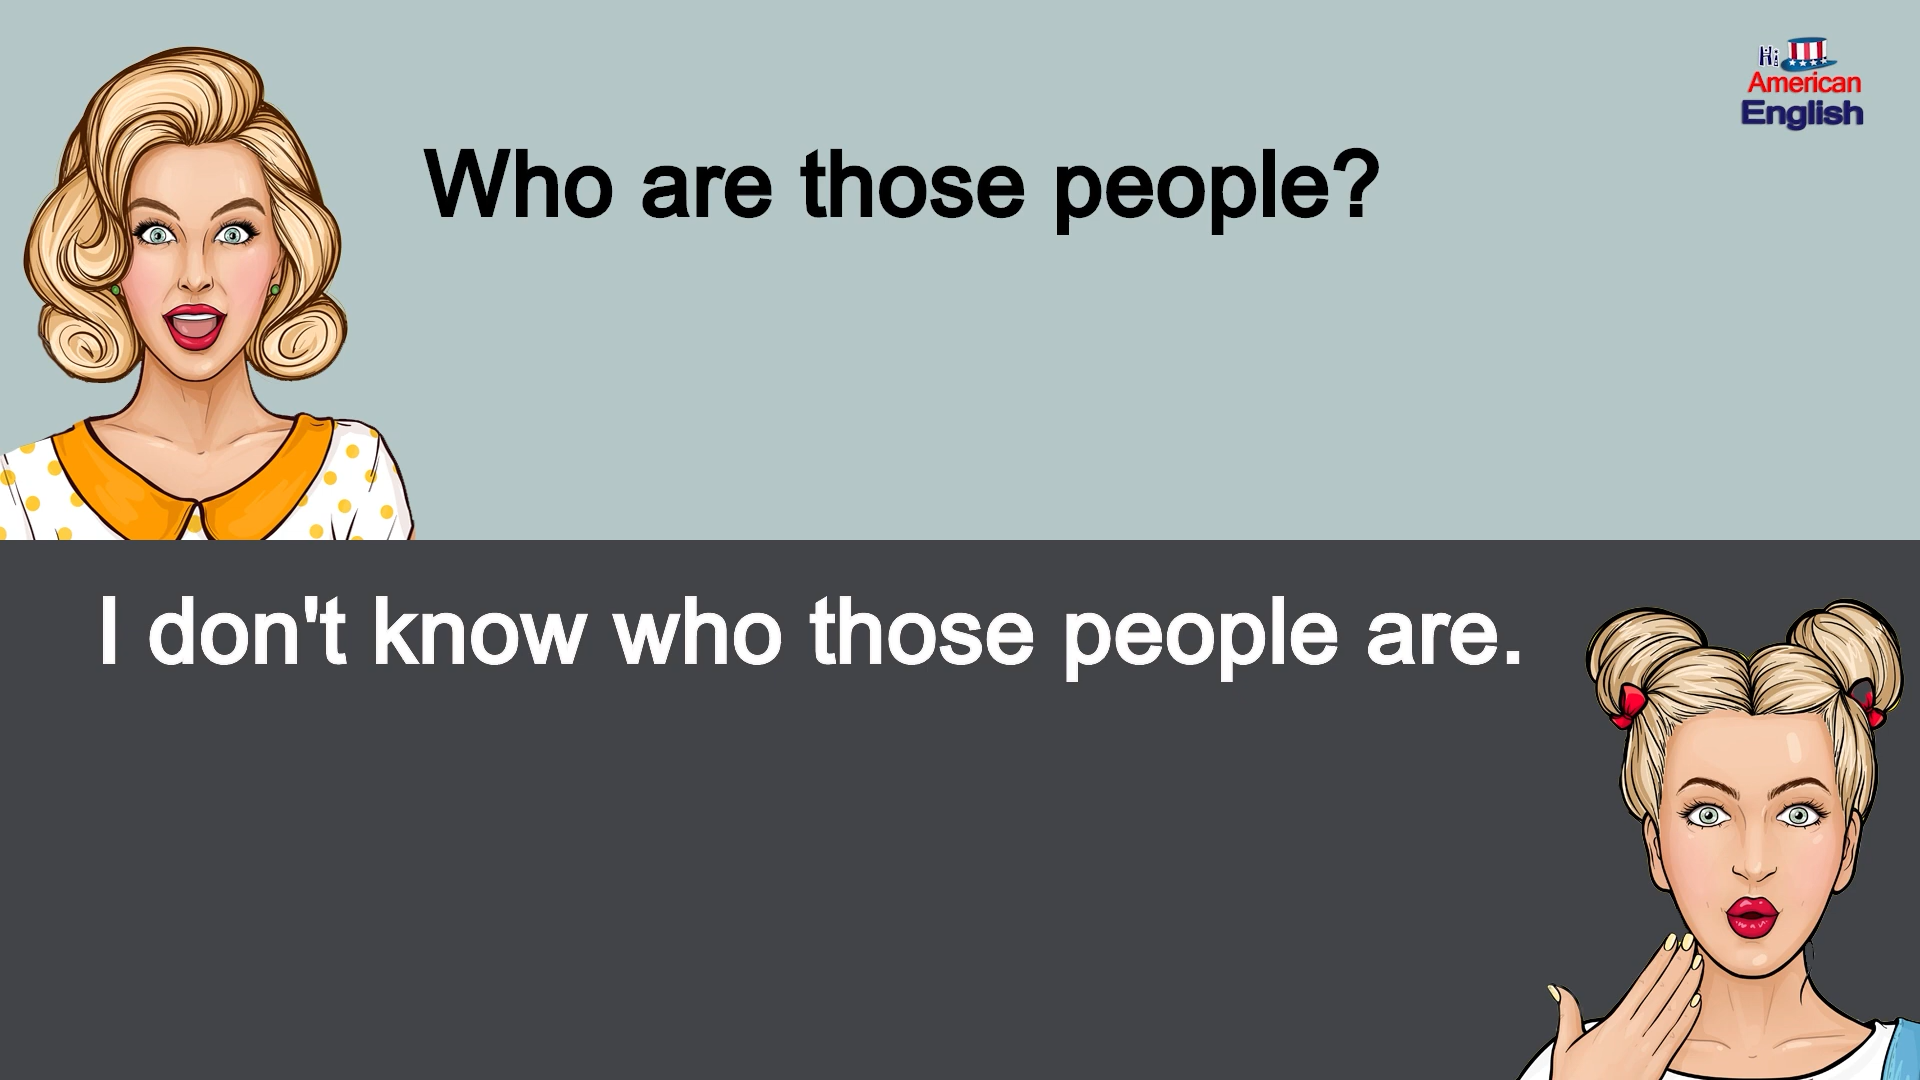 Hi
American
English
Who are those people?
I don't know who those people are.